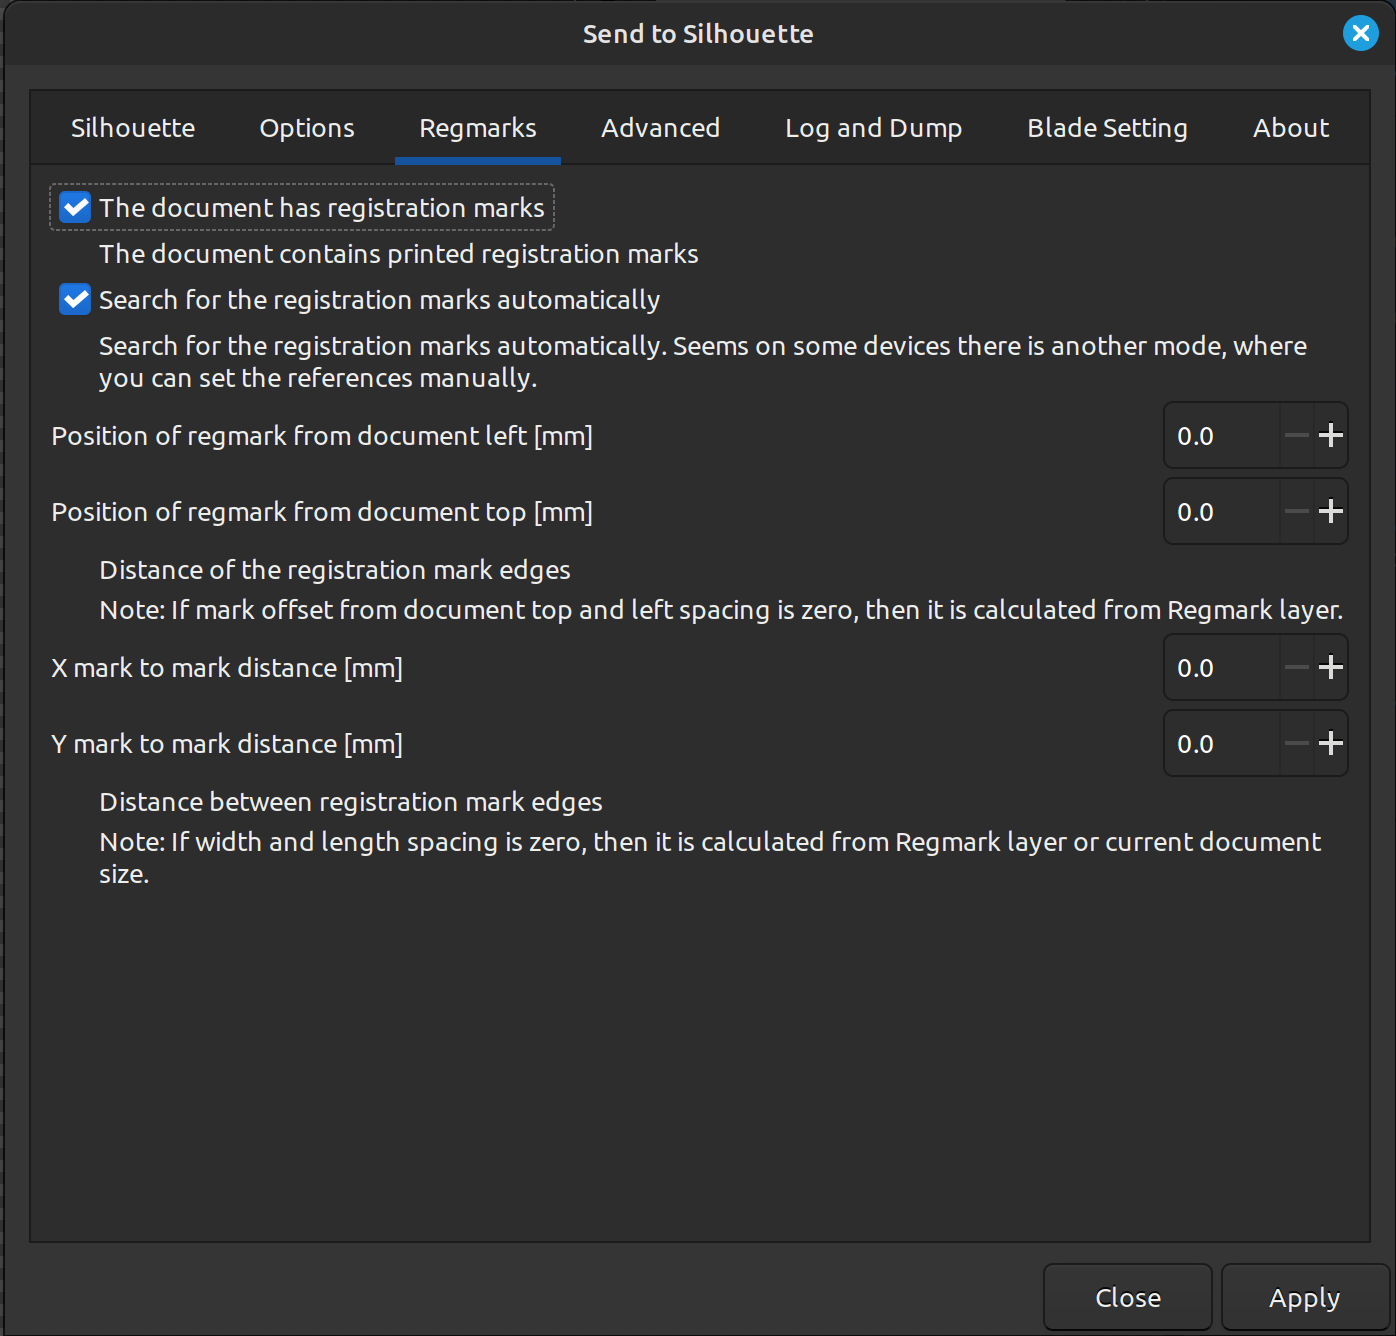 Send to Silhouette
Silhouette Options Regmarks Advanced Log and Dump Blade Setting About
The document has registration marks
The document contains printed registration marks
Search for the registration marks automatically
Search for the registration marks automatically. Seems on some devices there is another mode, where
you can set the references manually.
Position of regmark from document left [mm] 0.0
Position of regmark from document top [mm] 0.0
Distance of the registration mark edges
Note: If mark offset from document top and left spacing is zero, then it is calculated from Regmark layer.
X mark to mark distance [mm] 0.0
Y mark to mark distance [mm] 0.0
Distance between registration mark edges
Note: If width and length spacing is zero, then it is calculated from Regmark layer or current document
size.
Close Apply